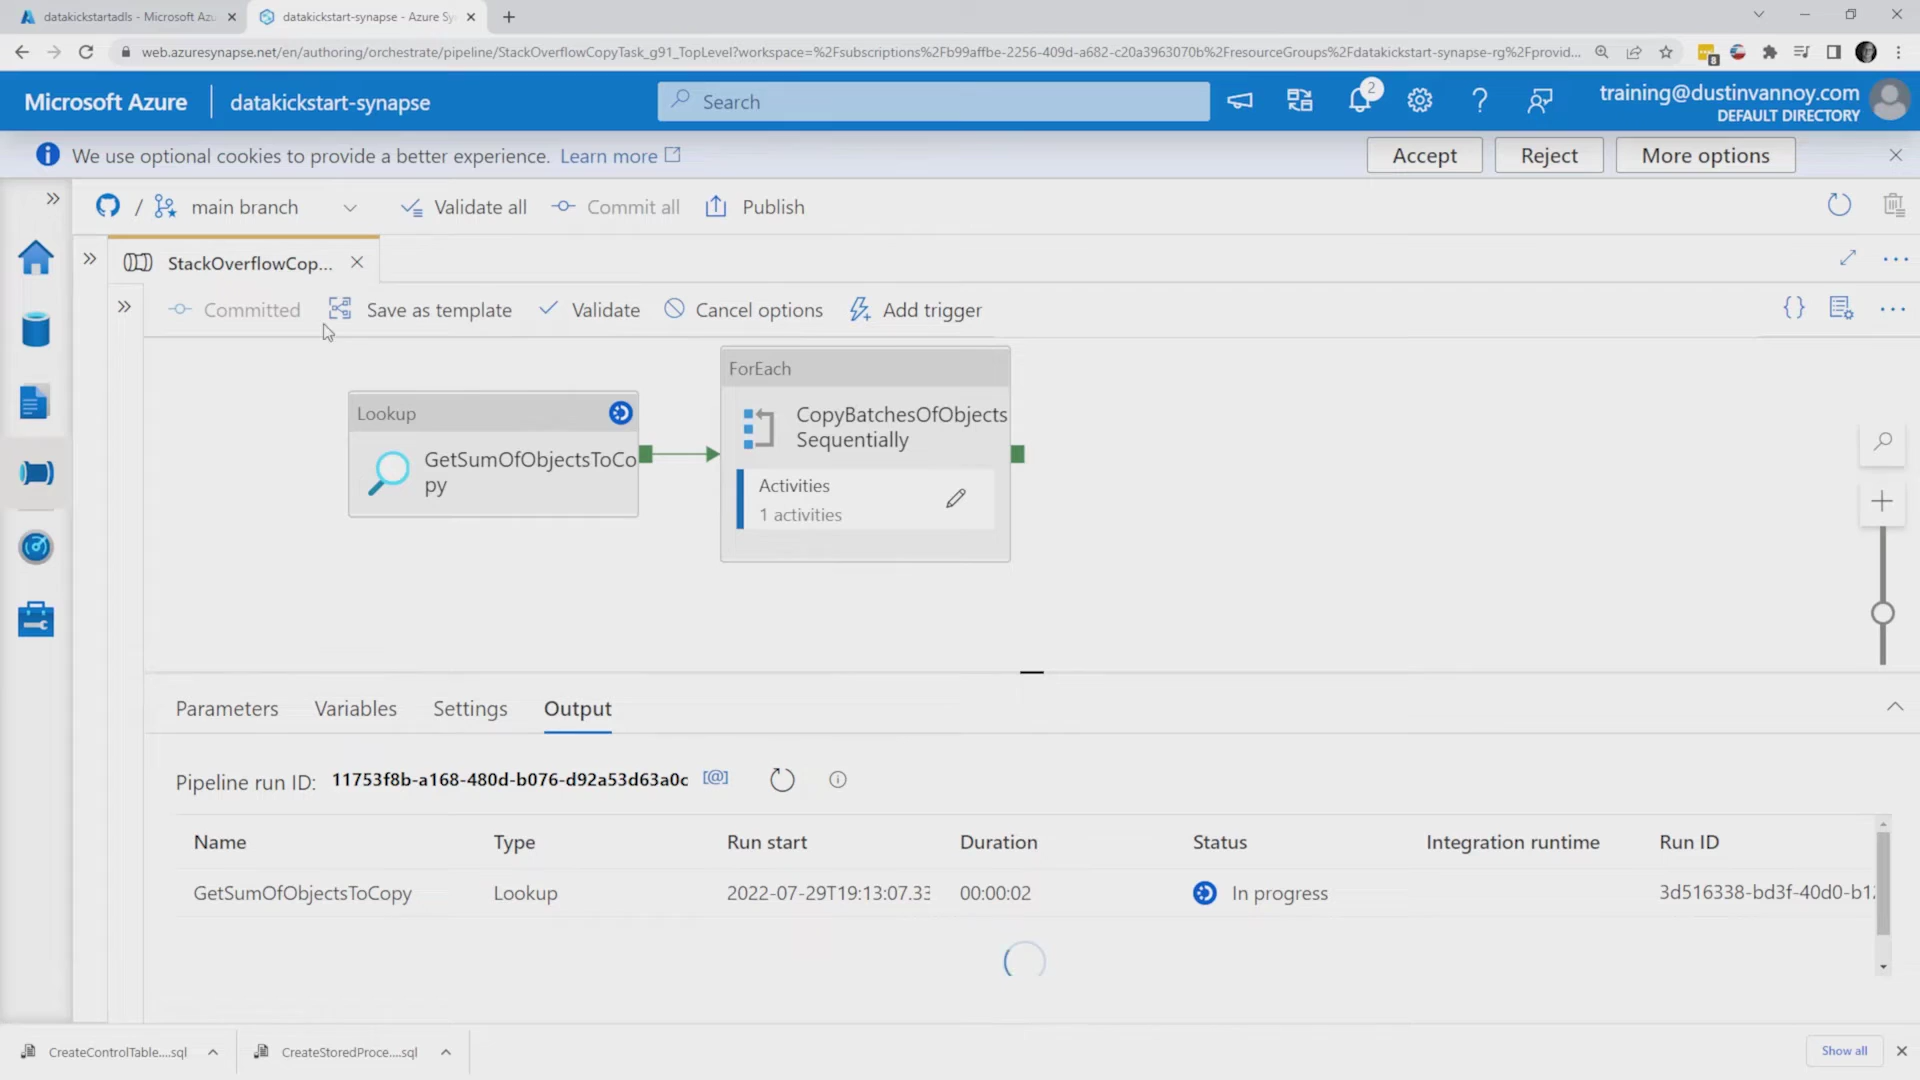 datakickstartadls - Microsoft Azu
datakickstart-synapse - Azure Sy
web.azuresynapse.net/en/authoring/orchestrate/pipeline/StackOverflowCopyTask_g91_TopLevel?workspace=%2Fsubscriptions%2Fb99affbe-2256-409d-a682-c20a3963070b%2FresourceGroups%2Fdatakickstart-synapse-rg%2Fprovid...
8
Microsoft Azure
datakickstart-synapse
Search
2
training@dustinvannoy.com
DEFAULT DIRECTORY
We use optional cookies to provide a better experience. Learn more
Accept
Reject
More options
/ main branch
Validate all
Commit all
Publish
StackOverflowCop...
Committed
Save as template
Validate
Cancel options
Add trigger
Lookup
GetSumOfObjectsToCo
py
ForEach
CopyBatchesOfObjects
Sequentially
Activities
1 activities
Parameters
Variables
Settings
Output
Pipeline run ID: 11753f8b-a168-480d-b076-d92a53d63a0c [@]
Name Type Run start Duration Status Integration runtime Run ID
GetSumOfObjectsToCopy Lookup 2022-07-29T19:13:07.33 00:00:02 In progress 3d516338-bd3f-40d0-b1
CreateControlTable....sql
CreateStoredProce....sql
Show all